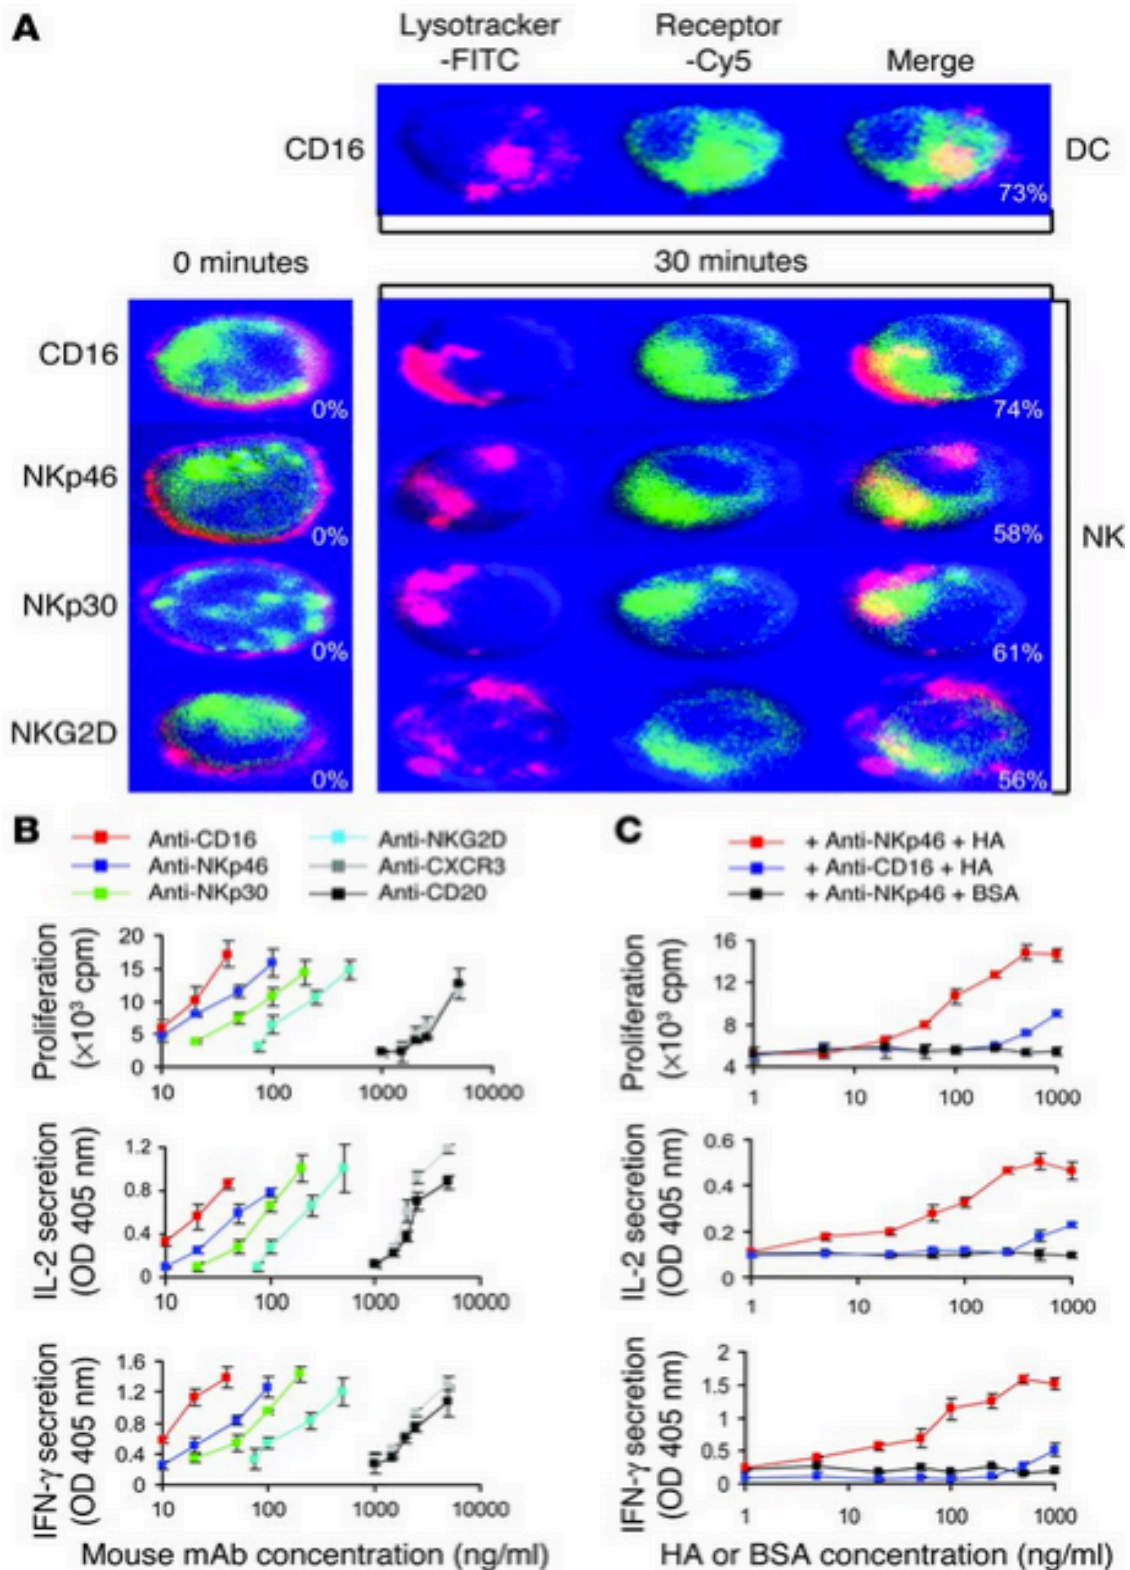 A
Lysotracker
-FITC
Receptor
-Cy5
Merge
CD16
73%
DC
0 minutes
30 minutes
CD16
0%
74%
NKp46
0%
58%
NK
NKp30
0%
61%
NKG2D
0%
56%
B
Anti-CD16
Anti-NKG2D
Anti-NKp46
Anti-CXCR3
Anti-NKp30
Anti-CD20
Proliferation
(×10³ cpm)
20
15
10
5
0
10
100
1000
10000
IL-2 secretion
(OD 405 nm)
1.2
0.8
0.4
0
10
100
1000
10000
IFN-γ secretion
(OD 405 nm)
1.6
1.2
0.8
0.4
0
10
100
1000
10000
Mouse mAb concentration (ng/ml)
C
+ Anti-NKp46 + HA
+ Anti-CD16 + HA
+ Anti-NKp46 + BSA
Proliferation
(×10³ cpm)
16
12
8
4
1
10
100
1000
IL-2 secretion
(OD 405 nm)
0.6
0.4
0.2
0
1
10
100
1000
IFN-γ secretion
(OD 405 nm)
2
1.5
1
0.5
0
1
10
100
1000
HA or BSA concentration (ng/ml)